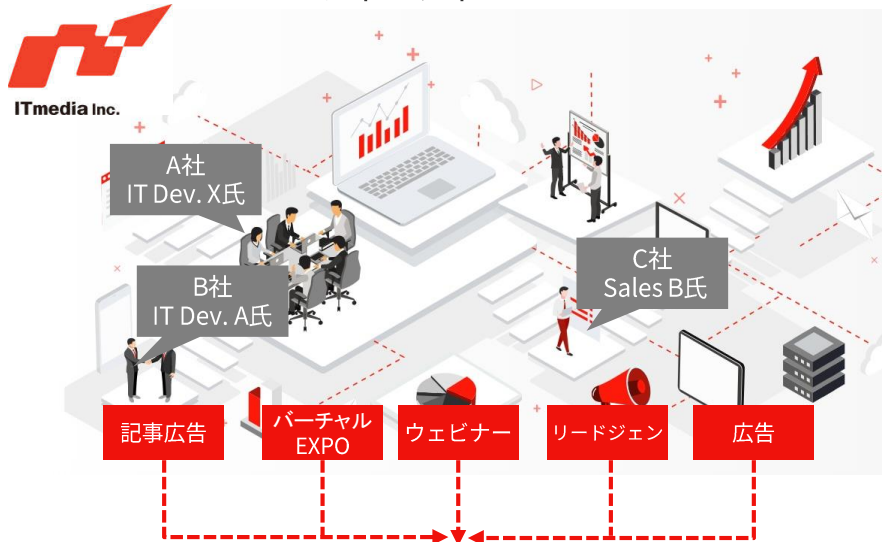 ITmedia Inc.
A社
IT Dev. X氏
B社
IT Dev. A氏
C社
Sales B氏
記事広告
バーチャル
EXPO
ウェビナー
リードジェン
広告